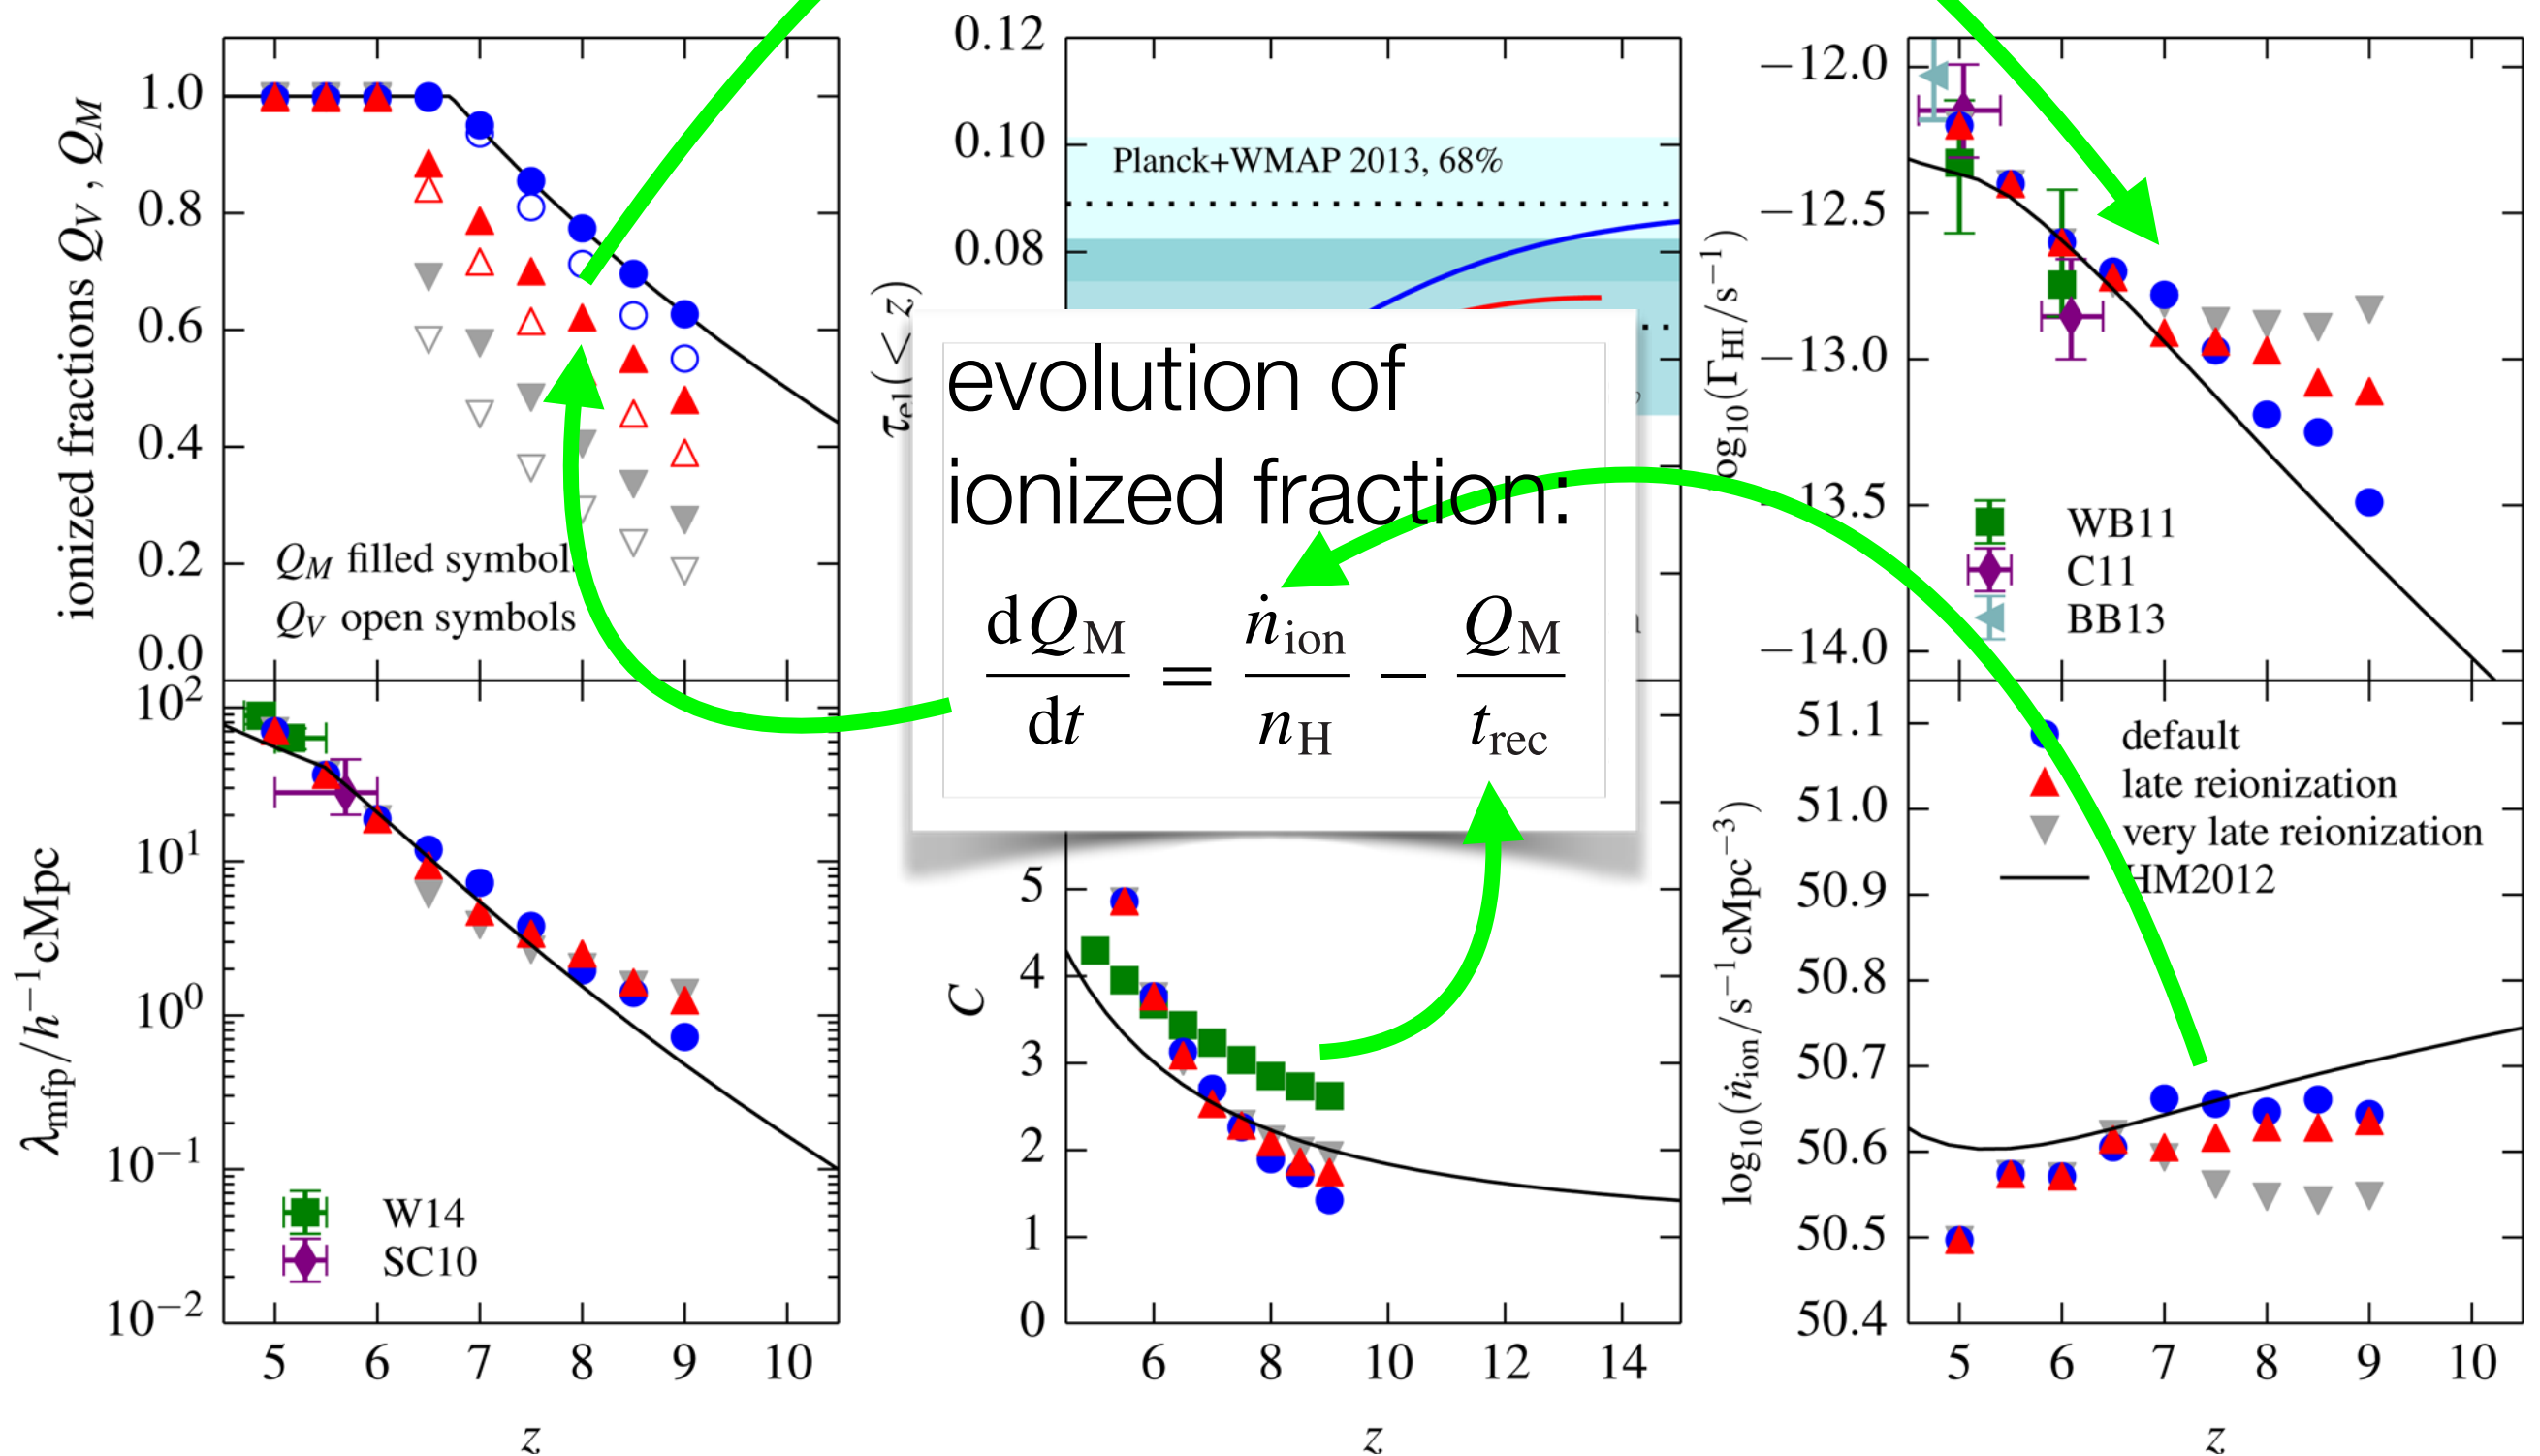 ionized fractions Q_V, Q_M
1.0
0.8
0.6
0.4
0.2
0.0
Q_M filled symbol
Q_V open symbols
0.12
0.10
0.08
τ_el(< z)
Planck+WMAP 2013, 68%
evolution of
ionized fraction:
dQ_M/dt = ṅ_ion/n_H − Q_M/t_rec
log₁₀(Γ_HI/s⁻¹)
−12.0
−12.5
−13.0
−13.5
−14.0
WB11
C11
BB13
λ_mfp/h⁻¹cMpc
10²
10¹
10⁰
10⁻¹
10⁻²
W14
SC10
5 6 7 8 9 10
z
C
5
4
3
2
1
0
6 8 10 12 14
z
log₁₀(ṅ_ion/s⁻¹cMpc⁻³)
51.1
51.0
50.9
50.8
50.7
50.6
50.5
50.4
default
late reionization
very late reionization
HM2012
5 6 7 8 9 10
z